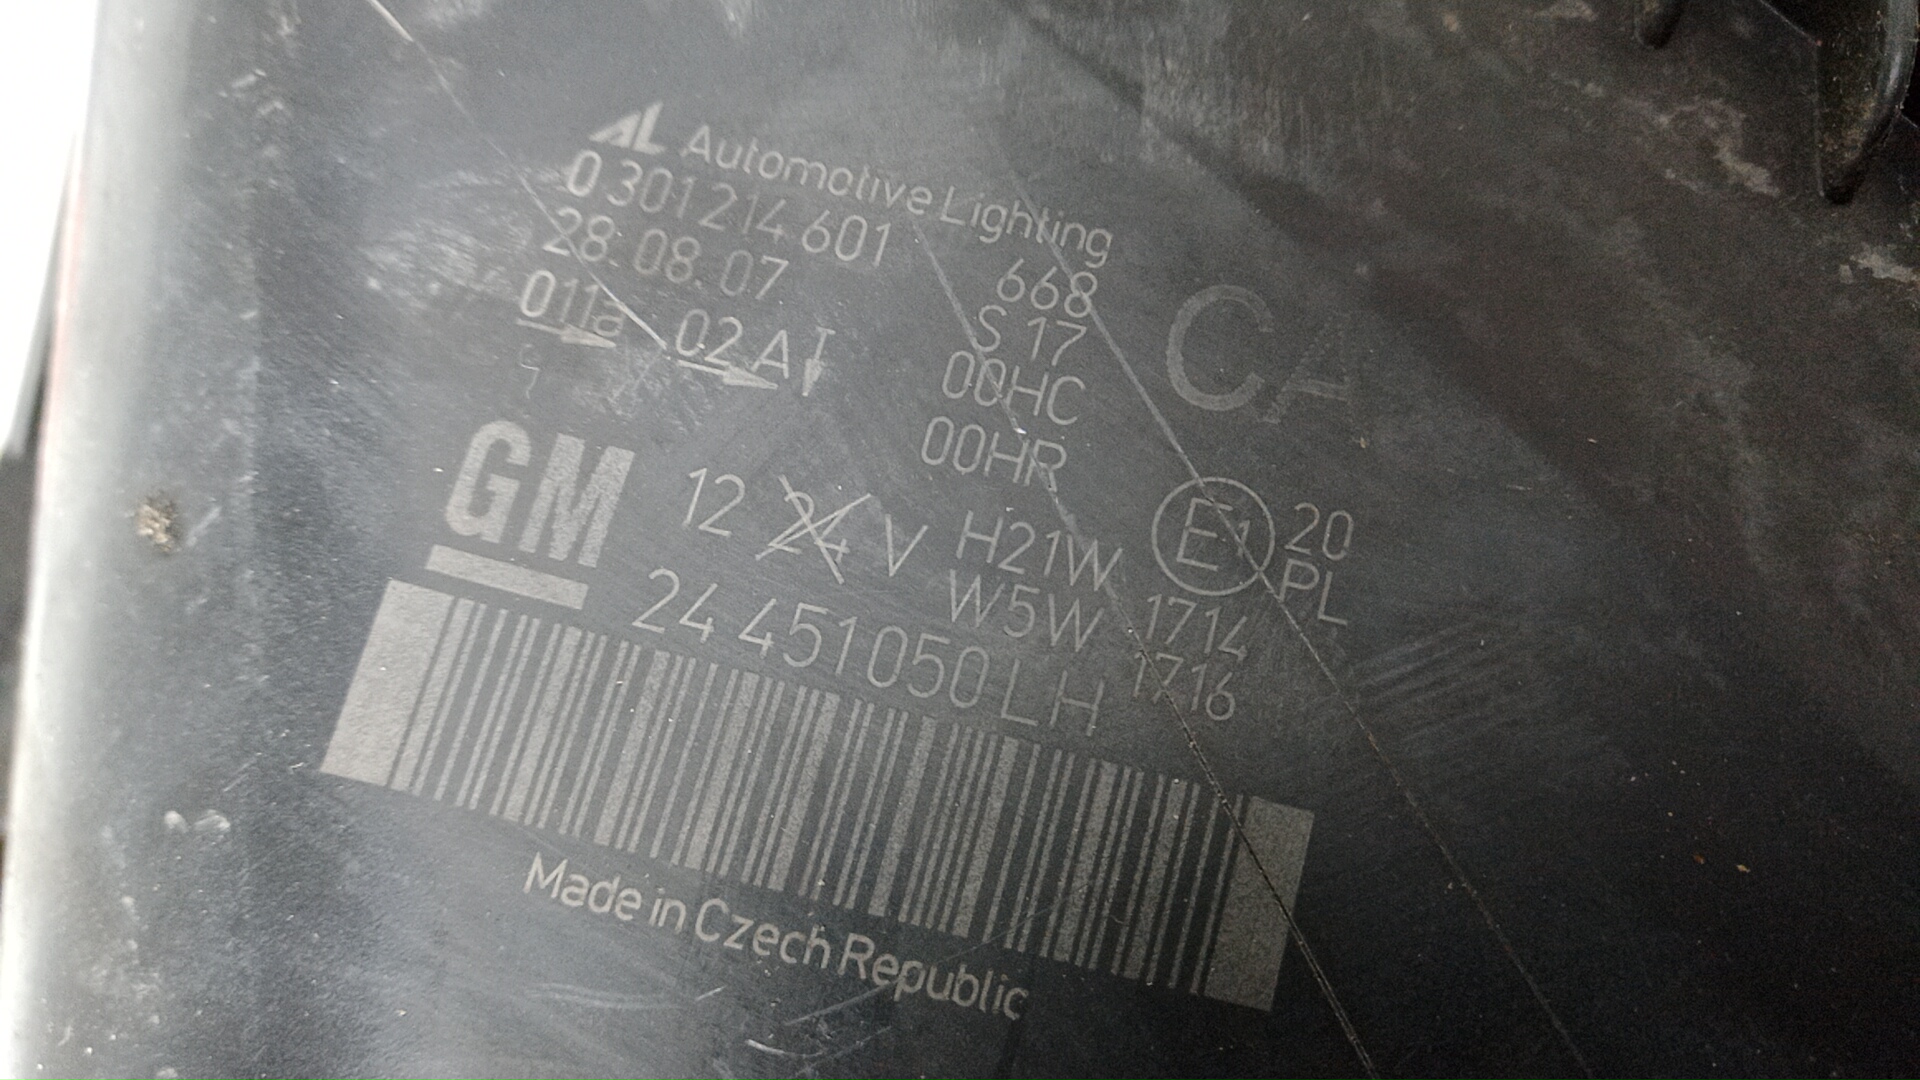 AL Automotive Lighting
0 301 214 601 668
28.08.07 S 17
011a 02 A 00HC
00HR
CA
GM
12 24 V H21W E1 20
W5W 1714 PL
24 451 050 LH 1716
Made in Czech Republic